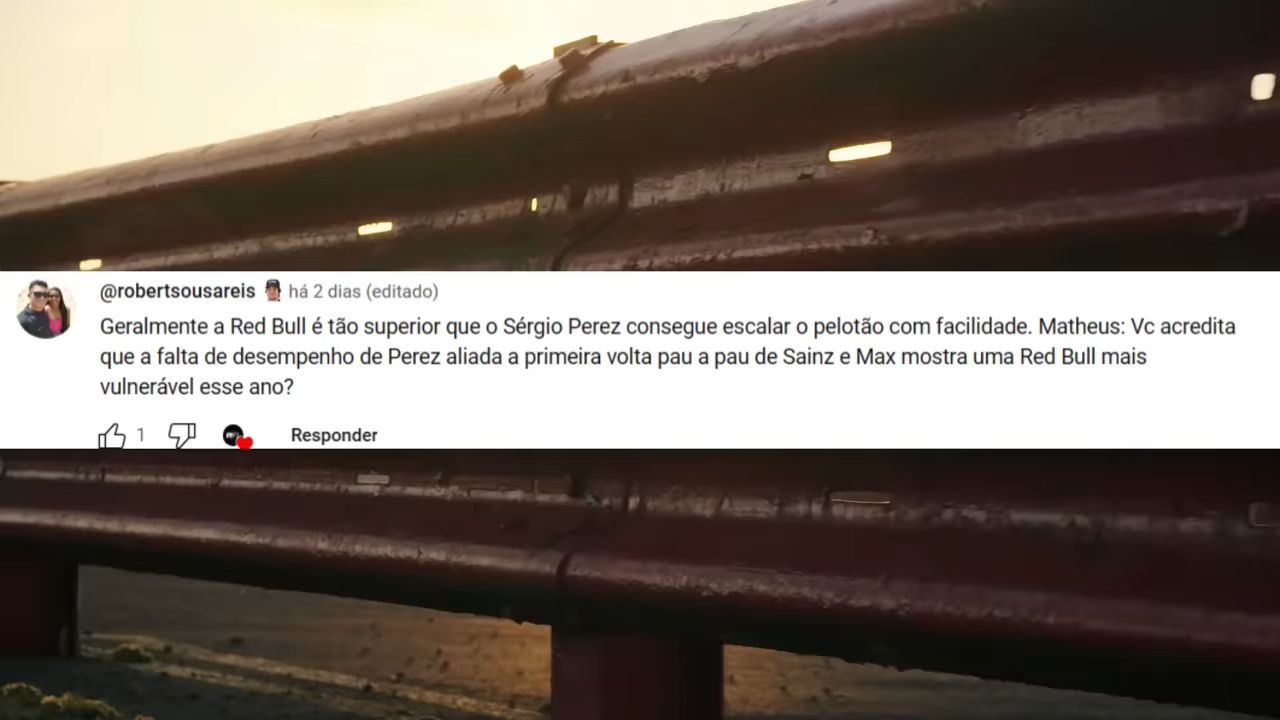 @robertsousareis há 2 dias (editado)
Geralmente a Red Bull é tão superior que o Sérgio Perez consegue escalar o pelotão com facilidade. Matheus: Vc acredita
que a falta de desempenho de Perez aliada a primeira volta pau a pau de Sainz e Max mostra uma Red Bull mais
vulnerável esse ano?
1 Responder